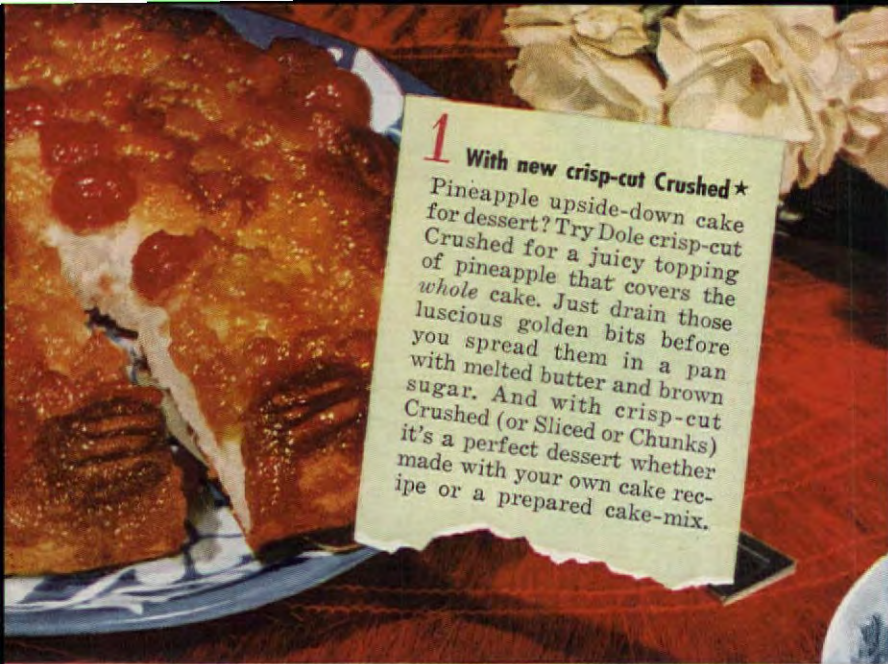 1
With new crisp-cut Crushed★
Pineapple upside-down cake
for dessert? Try Dole crisp-cut
Crushed for a juicy topping
of pineapple that covers the
whole cake. Just drain those
luscious golden bits before
you spread them in a pan
with melted butter and brown
sugar. And with crisp-cut
Crushed (or Sliced or Chunks)
it's a perfect dessert whether
made with your own cake rec-
ipe or a prepared cake-mix.